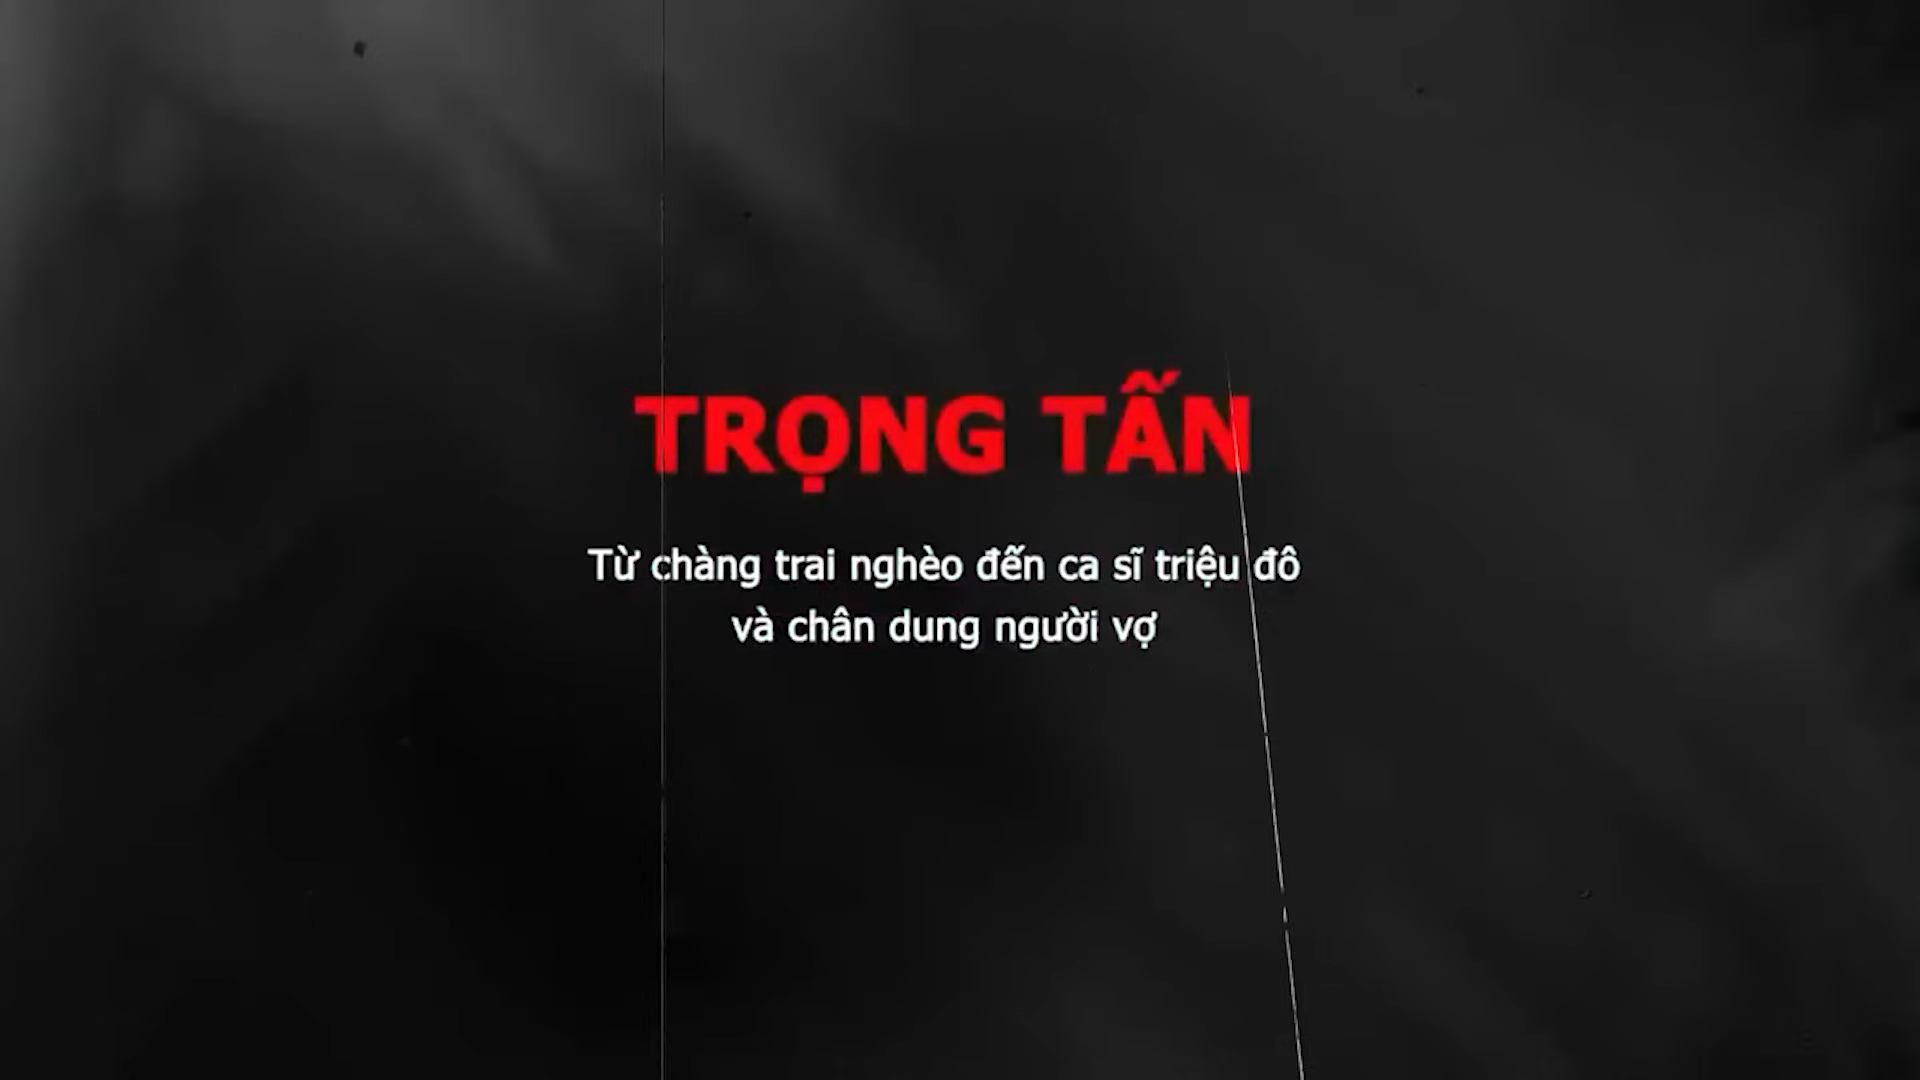 TRỌNG TẤN
Từ chàng trai nghèo đến ca sĩ triệu đô
và chân dung người vợ